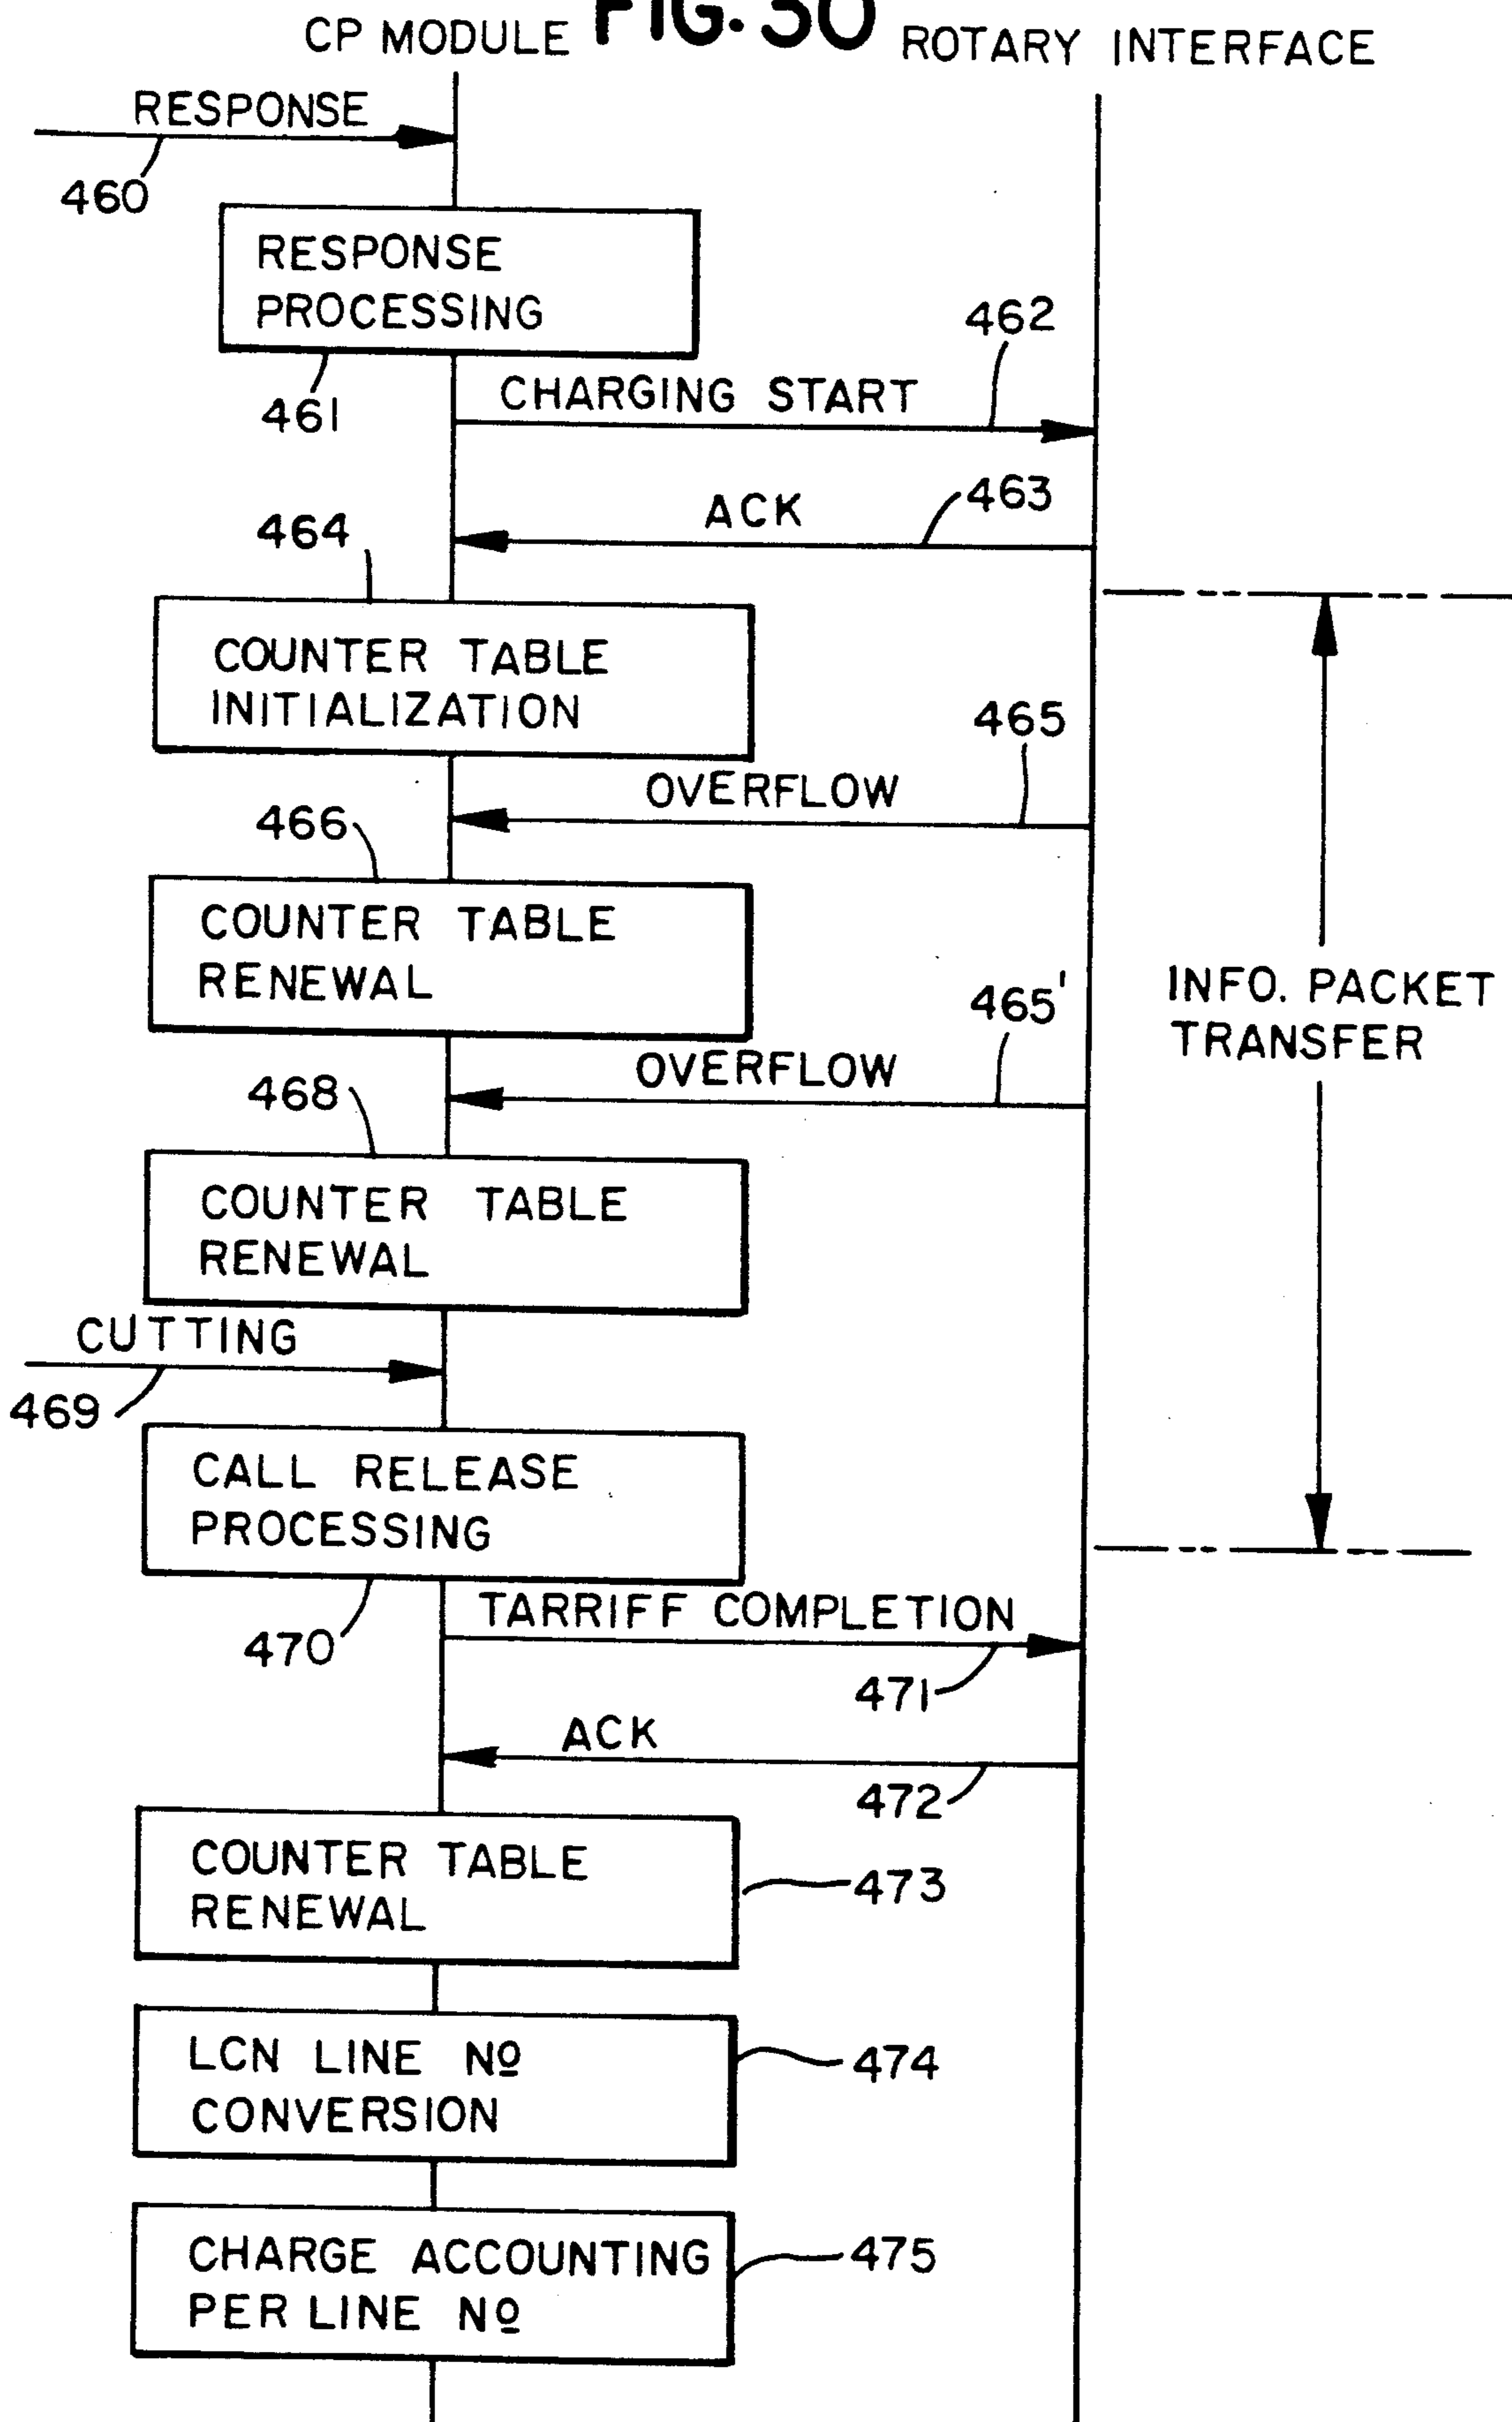 FIG. 30
CP MODULE
ROTARY INTERFACE
RESPONSE
460
RESPONSE
PROCESSING
461
462
CHARGING START
463
ACK
464
COUNTER TABLE
INITIALIZATION
465
OVERFLOW
466
COUNTER TABLE
RENEWAL
465'
INFO. PACKET
TRANSFER
OVERFLOW
468
COUNTER TABLE
RENEWAL
CUTTING
469
CALL RELEASE
PROCESSING
470
TARRIFF COMPLETION
471
ACK
472
COUNTER TABLE
RENEWAL
473
LCN LINE Nº
CONVERSION
474
CHARGE ACCOUNTING
PER LINE Nº
475